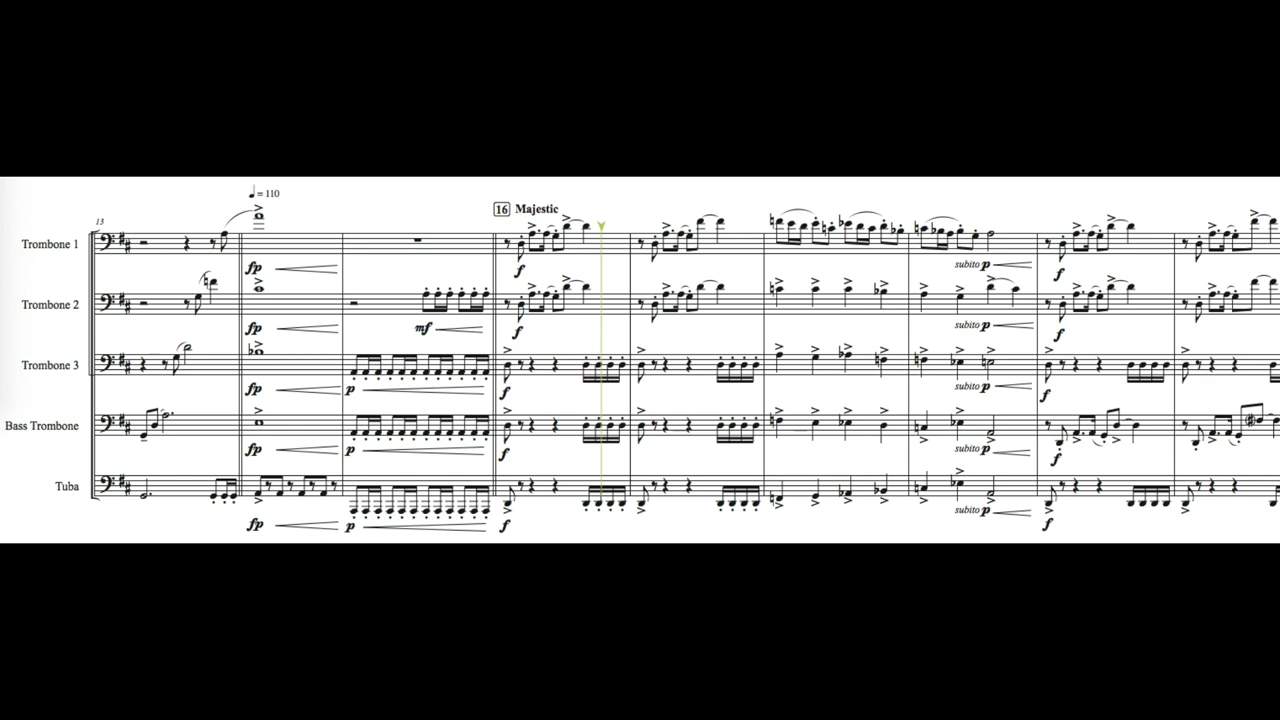 ♩ = 110
13
16 Majestic
Trombone 1
fp
f
subito p
f
Trombone 2
fp
mf
f
subito p
f
Trombone 3
fp
p
f
subito p
f
Bass Trombone
fp
p
f
subito p
f
Tuba
fp
p
f
subito p
f